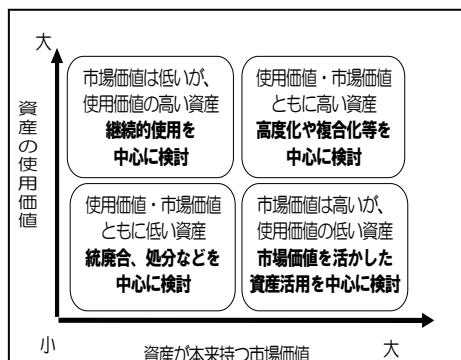 大
資産の使用価値
市場価値は低いが、
使用価値の高い資産
継続的使用を
中心に検討
使用価値・市場価値
ともに高い資産
高度化や複合化等を
中心に検討
使用価値・市場価値
ともに低い資産
統廃合、処分などを
中心に検討
市場価値は高いが、
使用価値の低い資産
市場価値を活かした
資産活用を中心に検討
小
資産が本来持つ市場価値
大